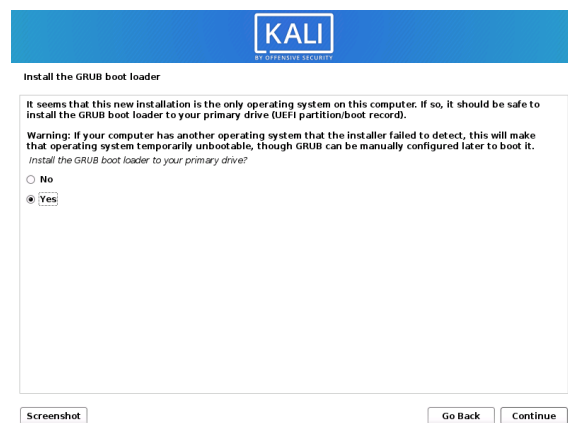 KALI
BY OFFENSIVE SECURITY
Install the GRUB boot loader
It seems that this new installation is the only operating system on this computer. If so, it should be safe to
install the GRUB boot loader to your primary drive (UEFI partition/boot record).
Warning: If your computer has another operating system that the installer failed to detect, this will make
that operating system temporarily unbootable, though GRUB can be manually configured later to boot it.
Install the GRUB boot loader to your primary drive?
No
Yes
Screenshot
Go Back
Continue